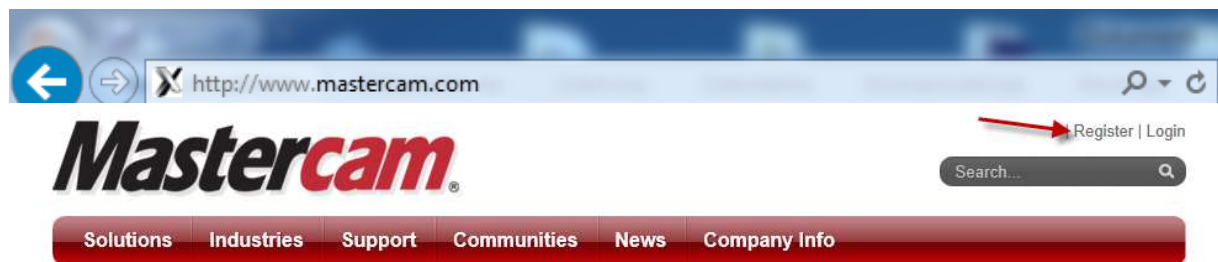 http://www.mastercam.com
| Register | Login
Mastercam®
Search...
Solutions Industries Support Communities News Company Info